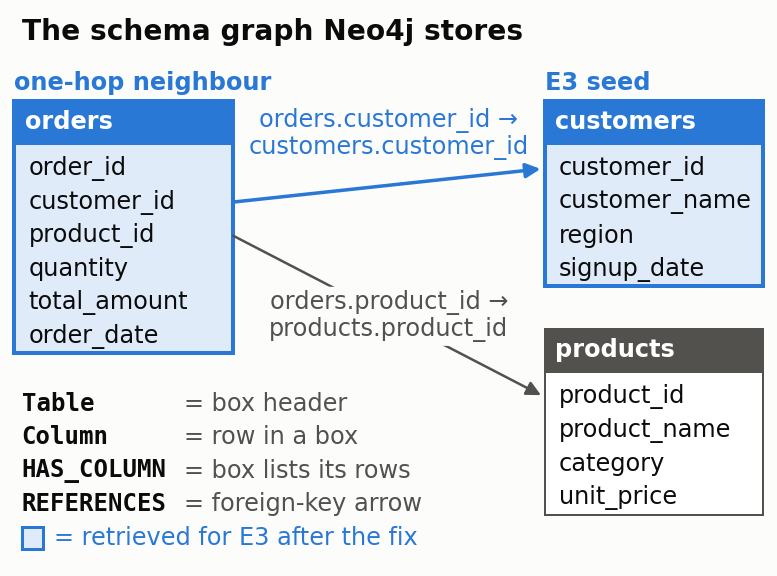 The schema graph Neo4j stores
one-hop neighbour
E3 seed
orders
order_id
customer_id
product_id
quantity
total_amount
order_date
orders.customer_id →
customers.customer_id
customers
customer_id
customer_name
region
signup_date
orders.product_id →
products.product_id
products
product_id
product_name
category
unit_price
Table = box header
Column = row in a box
HAS_COLUMN = box lists its rows
REFERENCES = foreign-key arrow
= retrieved for E3 after the fix